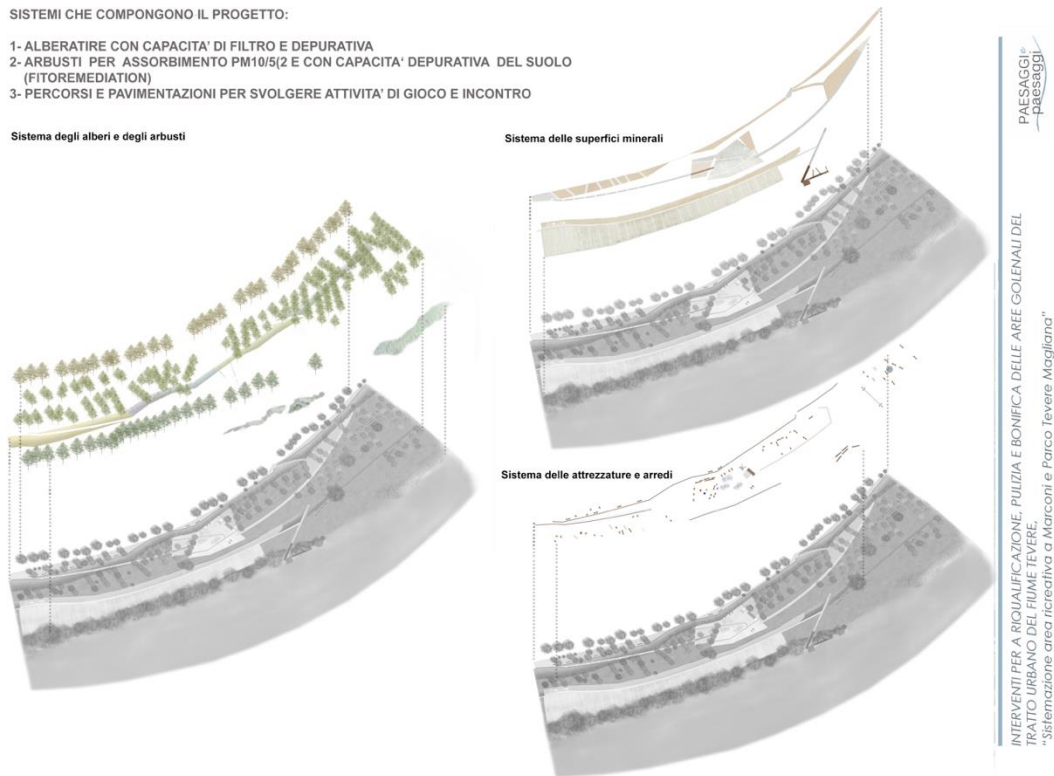 SISTEMI CHE COMPONGONO IL PROGETTO:
1- ALBERATIRE CON CAPACITA' DI FILTRO E DEPURATIVA
2- ARBUSTI PER ASSORBIMENTO PM10/5(2 E CON CAPACITA' DEPURATIVA DEL SUOLO
(FITOREMEDIATION)
3- PERCORSI E PAVIMENTAZIONI PER SVOLGERE ATTIVITA' DI GIOCO E INCONTRO
Sistema degli alberi e degli arbusti
Sistema delle superfici minerali
Sistema delle attrezzature e arredi
PAESAGGI e
paesaggi
INTERVENTI PER A RIQUALIFICAZIONE, PULIZIA E BONIFICA DELLE AREE GOLENALI DEL
TRATTO URBANO DEL FIUME TEVERE,
"Sistemazione area ricreativa a Marconi e Parco Tevere Magliana"